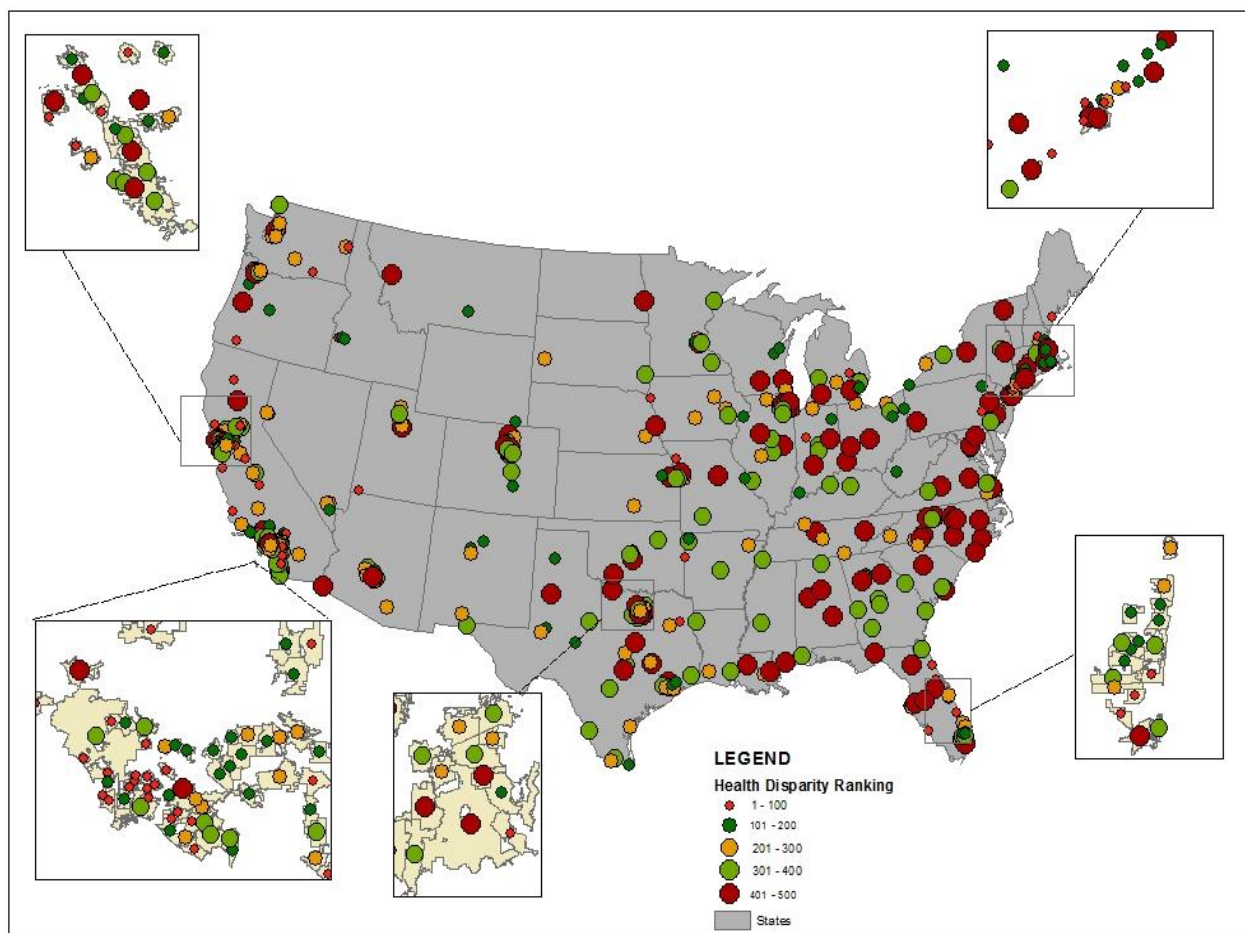 LEGEND
Health Disparity Ranking
1 - 100
101 - 200
201 - 300
301 - 400
401 - 500
States